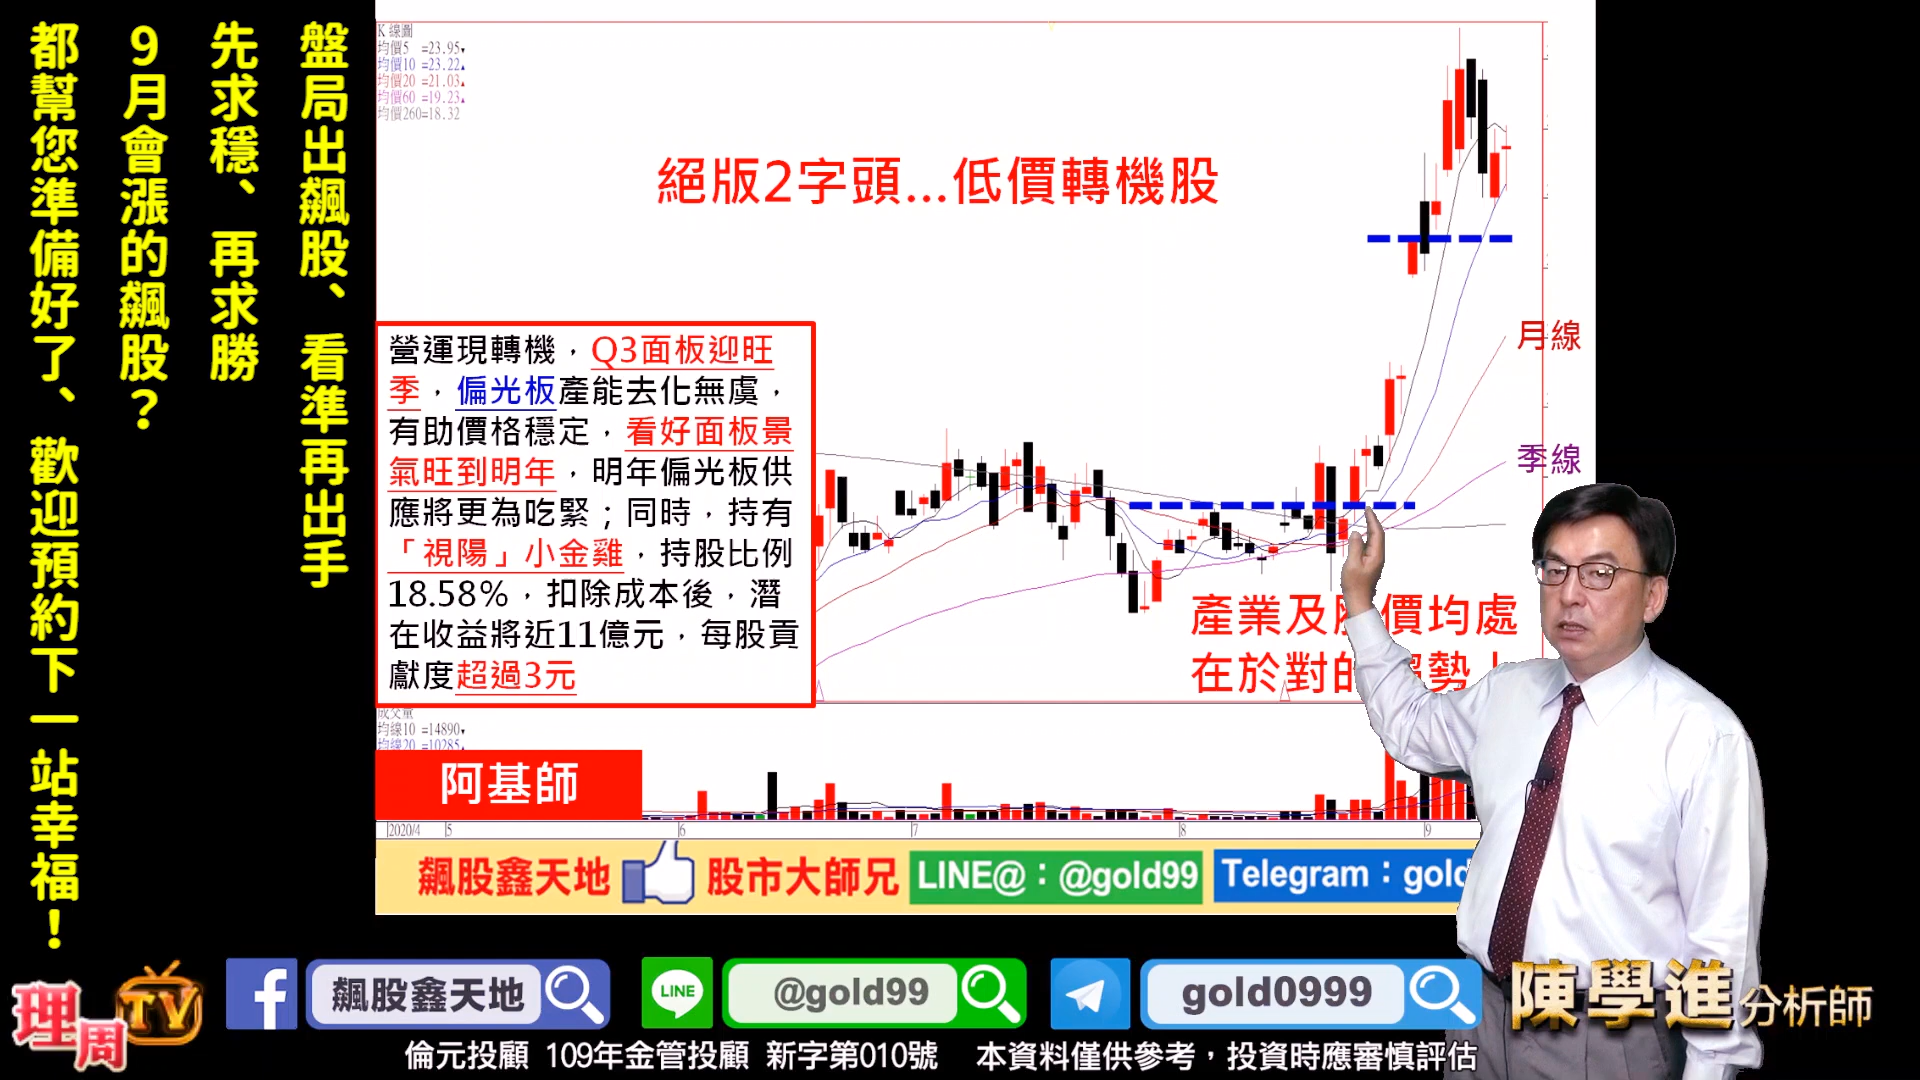 盤局出飆股、看準再出手
先求穩、再求勝
9月會漲的飆股？
都幫您準備好了、歡迎預約下一站幸福！
K 線圖
均價5 =23.95
均價10 =23.22
均價20 =21.03
均價60 =19.23
均價260=18.32
絕版2字頭...低價轉機股
月線
季線
營運現轉機，Q3面板迎旺
季，偏光板產能去化無虞，
有助價格穩定，看好面板景
氣旺到明年，明年偏光板供
應將更為吃緊；同時，持有
「視陽」小金雞，持股比例
18.58%，扣除成本後，潛
在收益將近11億元，每股貢
獻度超過3元
產業及 價均處
在於對 勢
成交量
均線10 =14890
均線20 =10285
阿基師
2020/4 5 6 7 8 9
飆股鑫天地 股市大師兄 LINE@：@gold99 Telegram：gold
理周TV
飆股鑫天地 LINE @gold99 gold0999
陳學進分析師
倫元投顧 109年金管投顧 新字第010號 本資料僅供參考，投資時應審慎評估